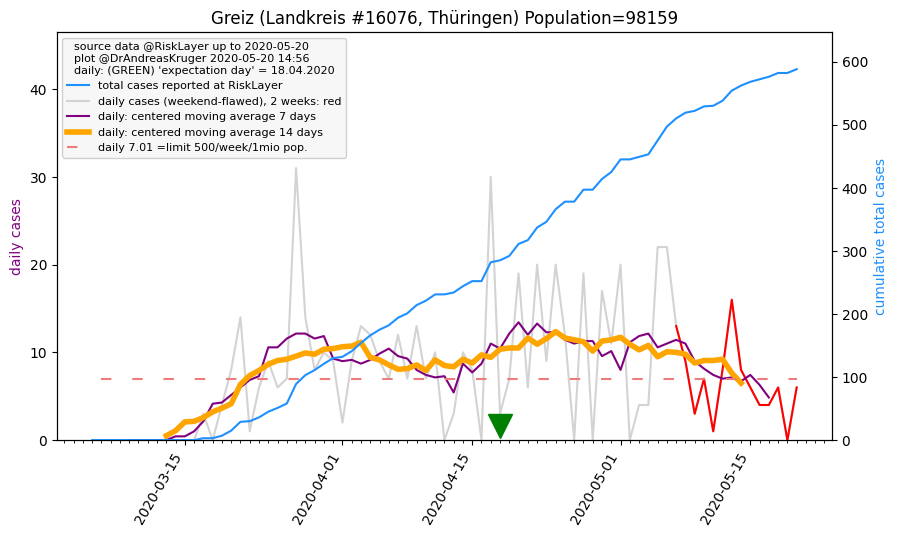 Greiz (Landkreis #16076, Thüringen) Population=98159
source data @RiskLayer up to 2020-05-20
plot @DrAndreasKruger 2020-05-20 14:56
daily: (GREEN) 'expectation day' = 18.04.2020
total cases reported at RiskLayer
daily cases (weekend-flawed), 2 weeks: red
daily: centered moving average 7 days
daily: centered moving average 14 days
daily 7.01 =limit 500/week/1mio pop.
daily cases
40
30
20
10
0
cumulative total cases
600
500
400
300
200
100
0
2020-03-15
2020-04-01
2020-04-15
2020-05-01
2020-05-15